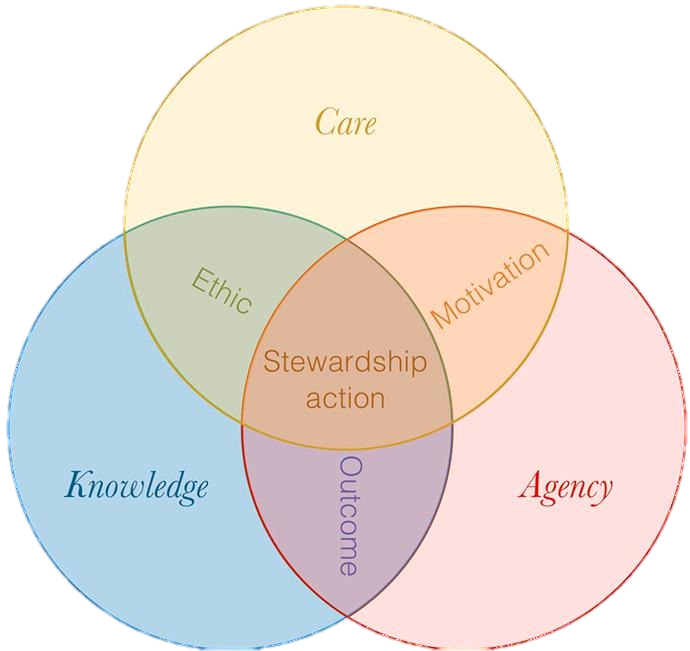 Care
Ethic
Motivation
Stewardship
action
Knowledge
Outcome
Agency